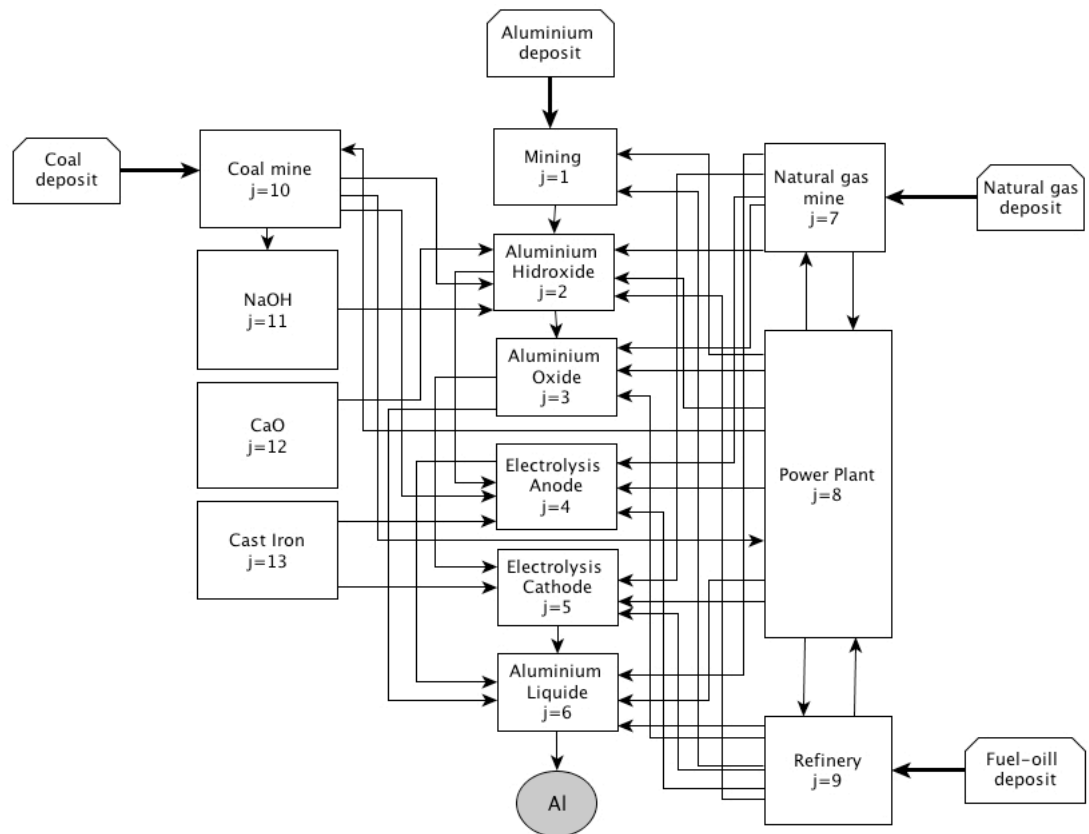 Aluminium
deposit
Coal
deposit
Coal mine
j=10
Mining
j=1
Natural gas
mine
j=7
Natural gas
deposit
NaOH
j=11
Aluminium
Hidroxide
j=2
CaO
j=12
Aluminium
Oxide
j=3
Power Plant
j=8
Cast Iron
j=13
Electrolysis
Anode
j=4
Electrolysis
Cathode
j=5
Aluminium
Liquide
j=6
Refinery
j=9
Fuel-oill
deposit
Al